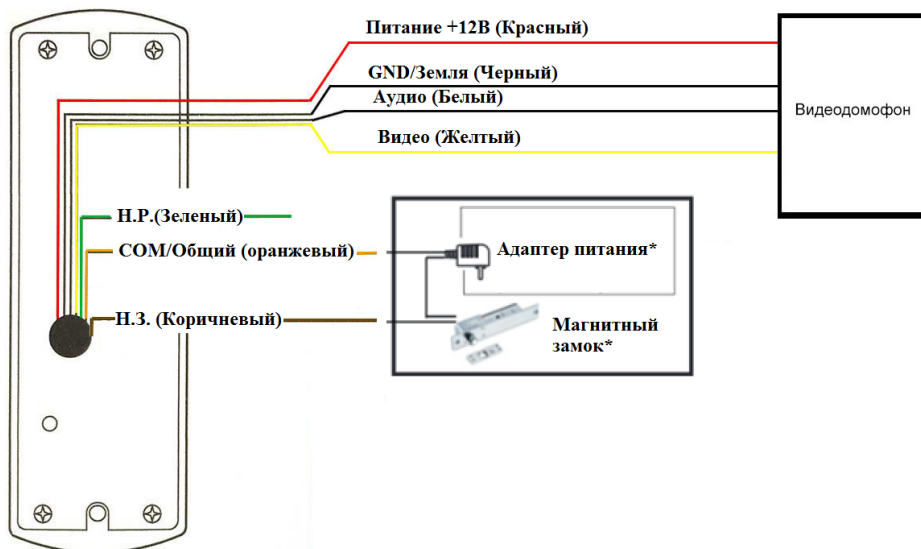 Питание +12В (Красный)
GND/Земля (Черный)
Аудио (Белый)
Видео (Желтый)
Видеодомофон
Н.Р.(Зеленый)
СОМ/Общий (оранжевый)
Адаптер питания*
Н.З. (Коричневый)
Магнитный
замок*